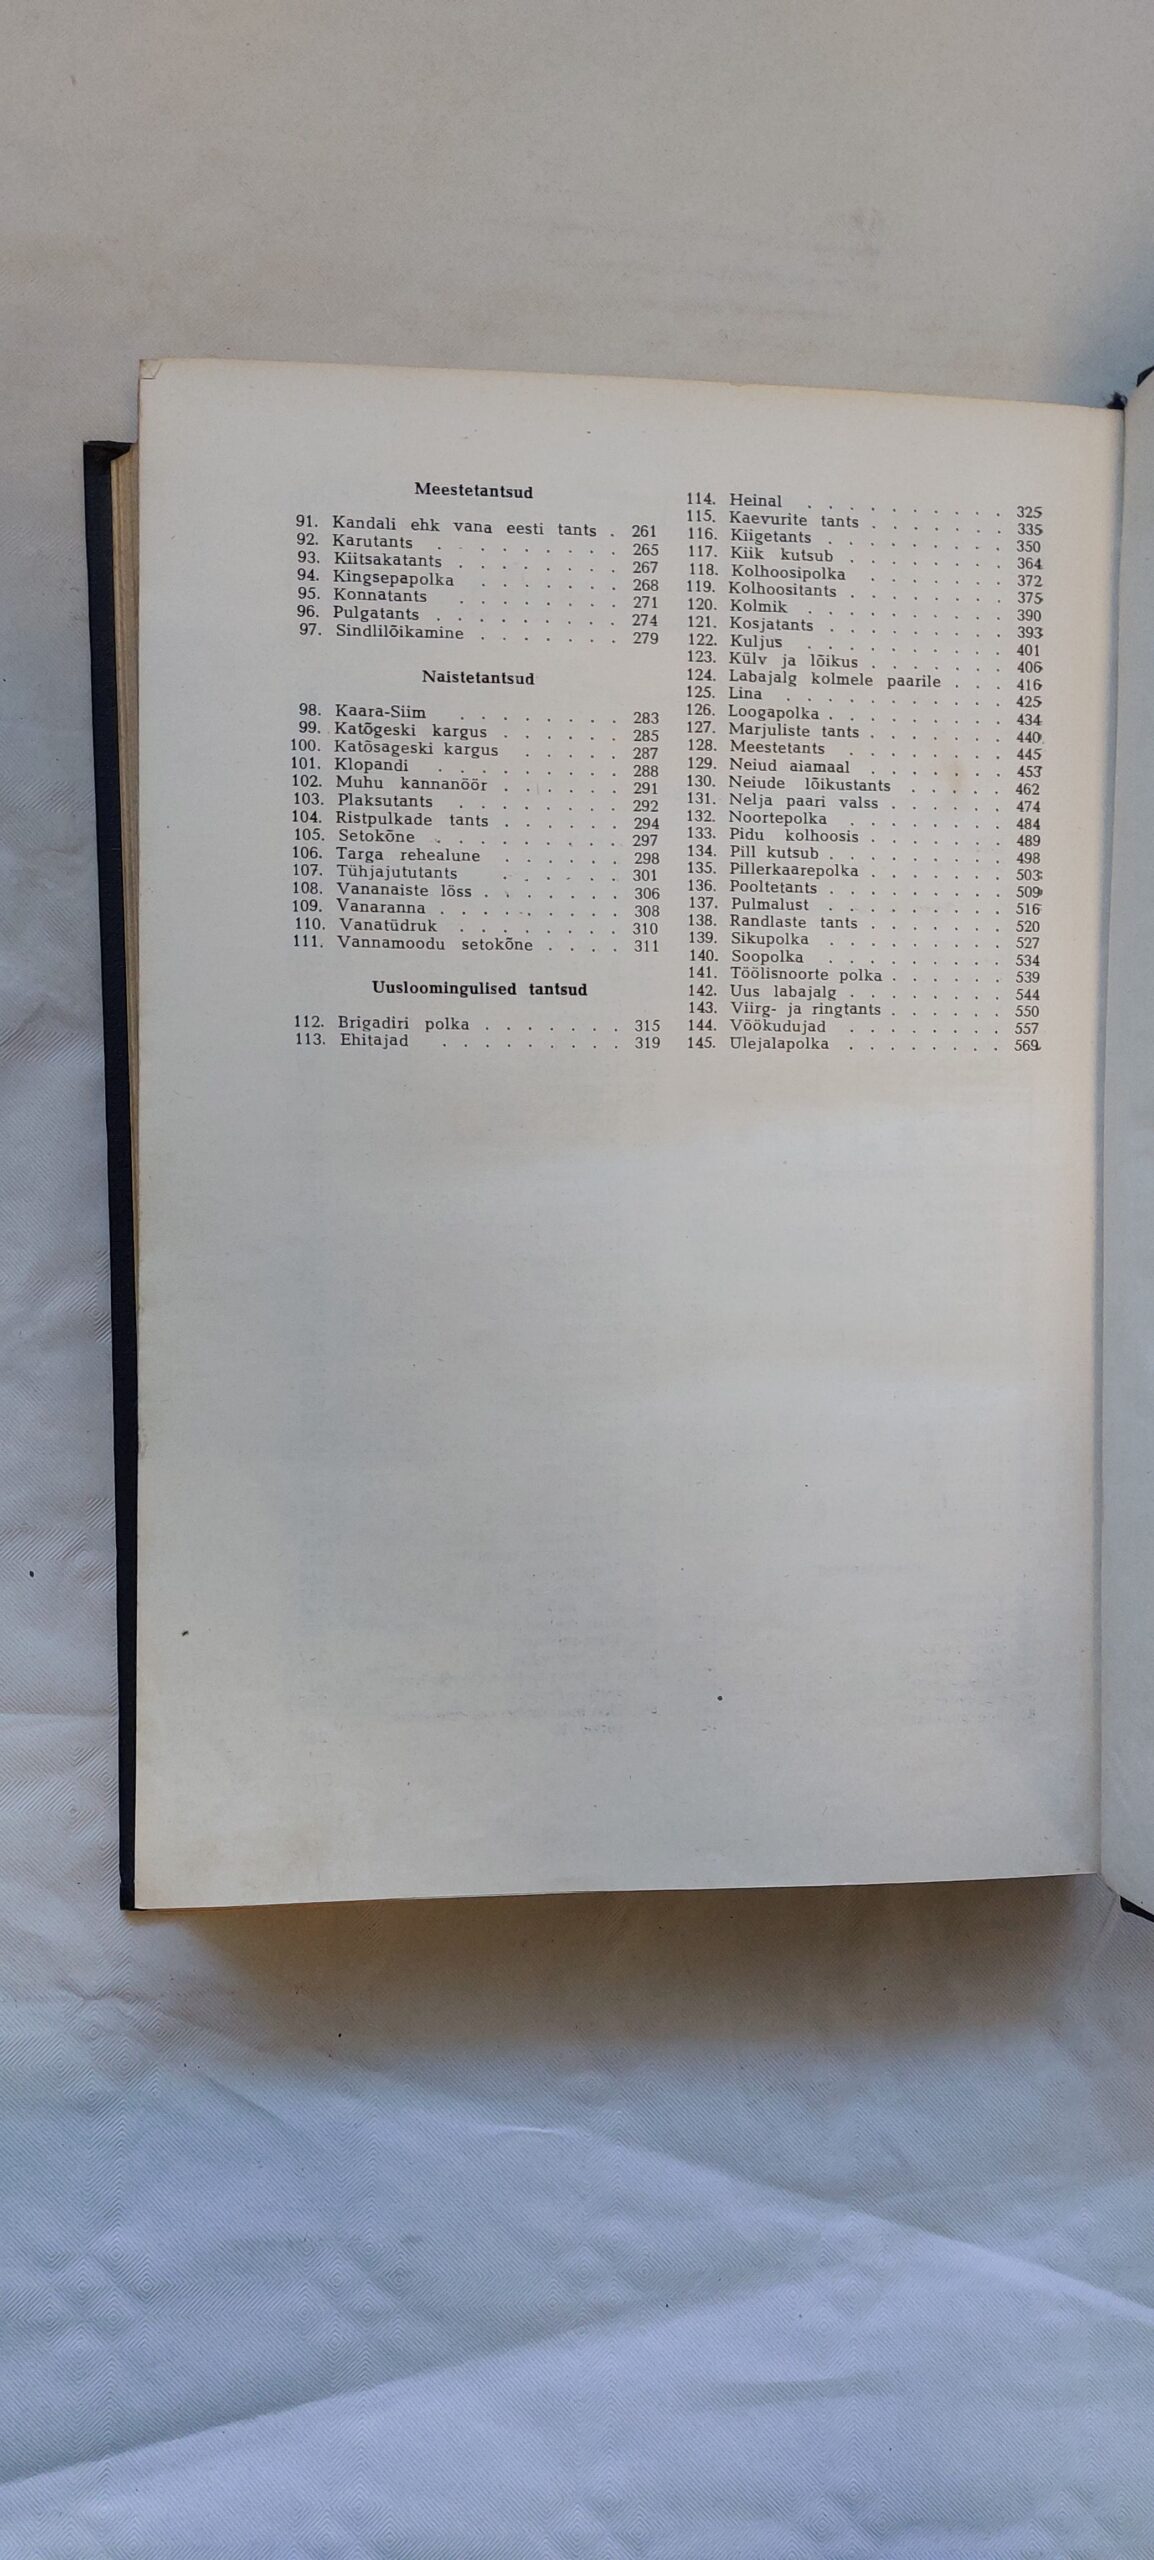 Meestetantsud
91. Kandali ehk vana eesti tants . 261
92. Karutants . . . . . . . . . 265
93. Kiitsakatants . . . . . . . . 267
94. Kingsepapolka . . . . . . . 268
95. Konnatants . . . . . . . . 271
96. Pulgatants . . . . . . . . . 274
97. Sindlilõikamine . . . . . . . 279
Naistetantsud
98. Kaara-Siim . . . . . . . . 283
99. Katõgeski kargus . . . . . . 285
100. Katõsageski kargus . . . . . 287
101. Klopandi . . . . . . . . . 288
102. Muhu kannanöör . . . . . . 291
103. Plaksutants . . . . . . . . 292
104. Ristpulkade tants . . . . . . 294
105. Setokõne . . . . . . . . . 297
106. Targa rehealune . . . . . . 298
107. Tühjajututants . . . . . . 301
108. Vananaiste löss . . . . . . . 306
109. Vanaranna . . . . . . . . . 308
110. Vanatüdruk . . . . . . . . 310
111. Vannamoodu setokõne . . . . 311
Uusloomingulised tantsud
112. Brigadiri polka . . . . . . . 315
113. Ehitajad . . . . . . . . . 319
114. Heinal . . . . . . . . . . 325
115. Kaevurite tants . . . . . . . 335
116. Kiigetants . . . . . . . . . 350
117. Kiik kutsub . . . . . . . . 364
118. Kolhoosipolka . . . . . . . 372
119. Kolhoositants . . . . . . . . 375
120. Kolmik . . . . . . . . . . 390
121. Kosjatants . . . . . . . . . 393
122. Kuljus . . . . . . . . . . 401
123. Külv ja lõikus . . . . . . . 406
124. Labajalg kolmele paarile . . . 416
125. Lina . . . . . . . . . . . 425
126. Loogapolka . . . . . . . . . 434
127. Marjuliste tants . . . . . . . 440
128. Meestetants . . . . . . . . 445
129. Neiud aiamaal . . . . . . . 453
130. Neiude lõikustants . . . . . 462
131. Nelja paari valss . . . . . . 474
132. Noortepolka . . . . . . . . 484
133. Pidu kolhoosis . . . . . . . 489
134. Pill kutsub . . . . . . . . . 498
135. Pillerkaarepolka . . . . . . . 503
136. Pooltetants . . . . . . . . . 509
137. Pulmalust . . . . . . . . . 516
138. Randlaste tants . . . . . . . 520
139. Sikupolka . . . . . . . . . 527
140. Soopolka . . . . . . . . . 534
141. Töölisnoorte polka . . . . . . 539
142. Uus labajalg . . . . . . . . 544
143. Viirg- ja ringtants . . . . . . 550
144. Vöökudujad . . . . . . . . 557
145. Ulejalapolka . . . . . . . . 569